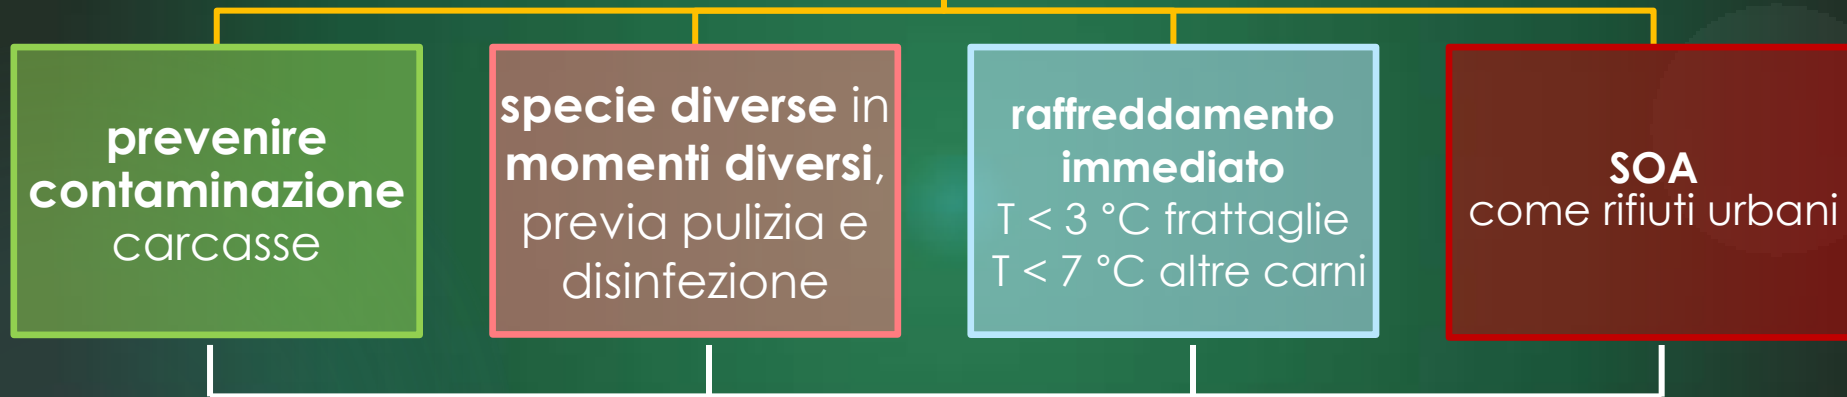 prevenire
contaminazione
carcasse
specie diverse in
momenti diversi,
previa pulizia e
disinfezione
raffreddamento
immediato
T < 3 °C frattaglie
T < 7 °C altre carni
SOA
come rifiuti urbani